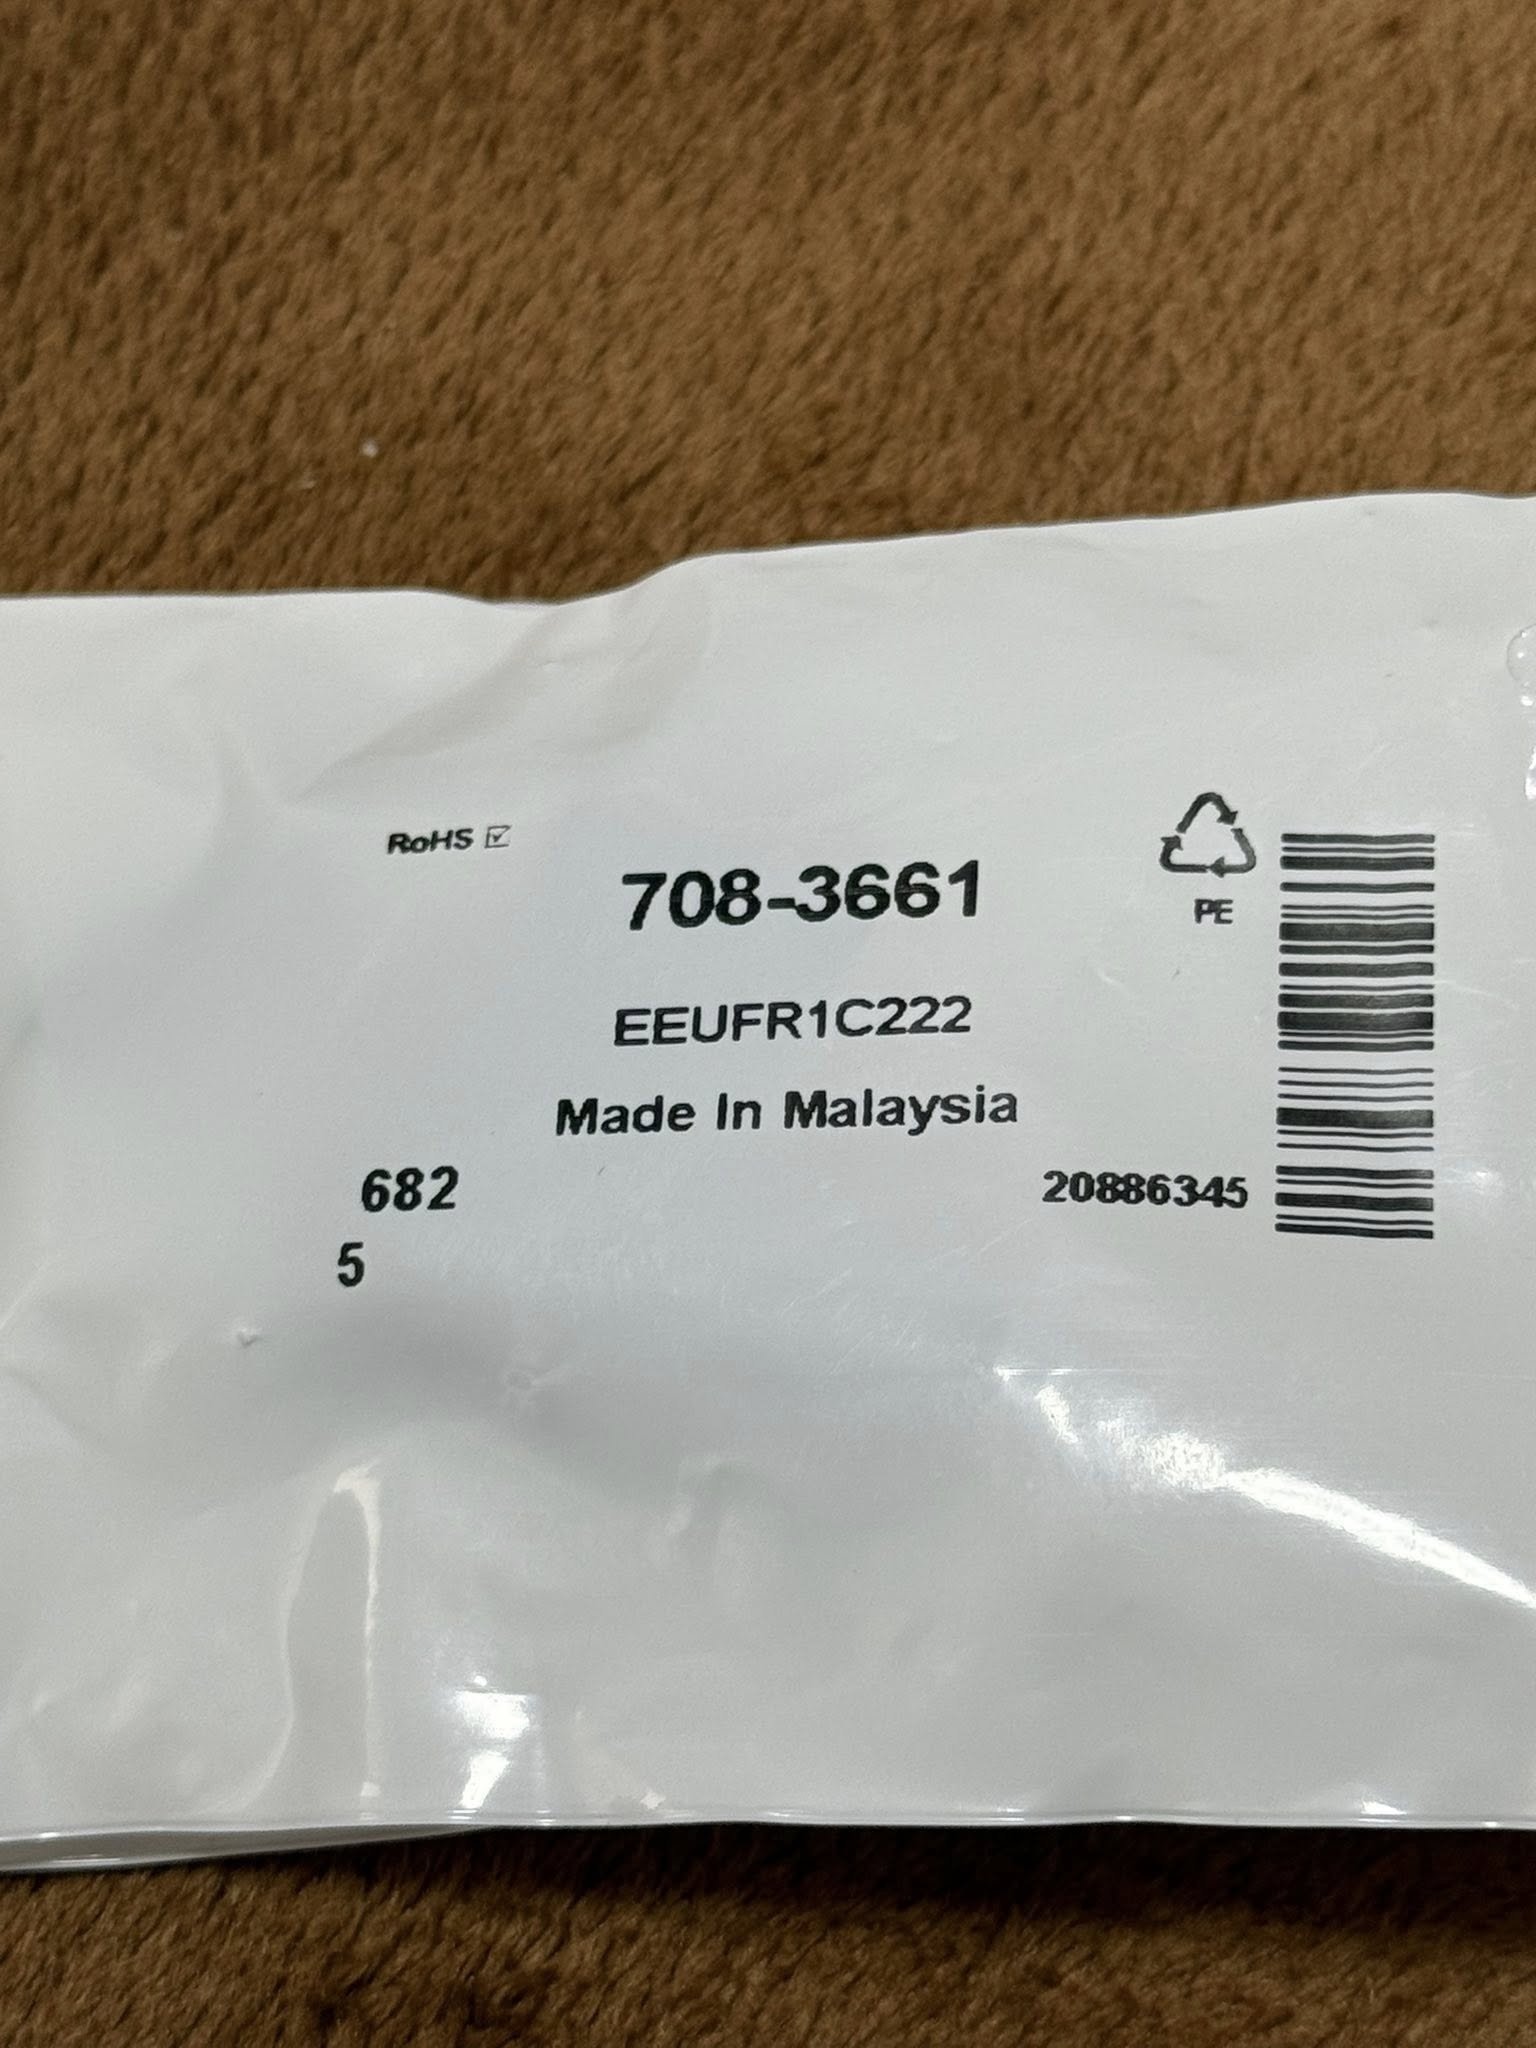 RoHS ☑
708-3661
PE
EEUFR1C222
Made In Malaysia
682
20886345
5